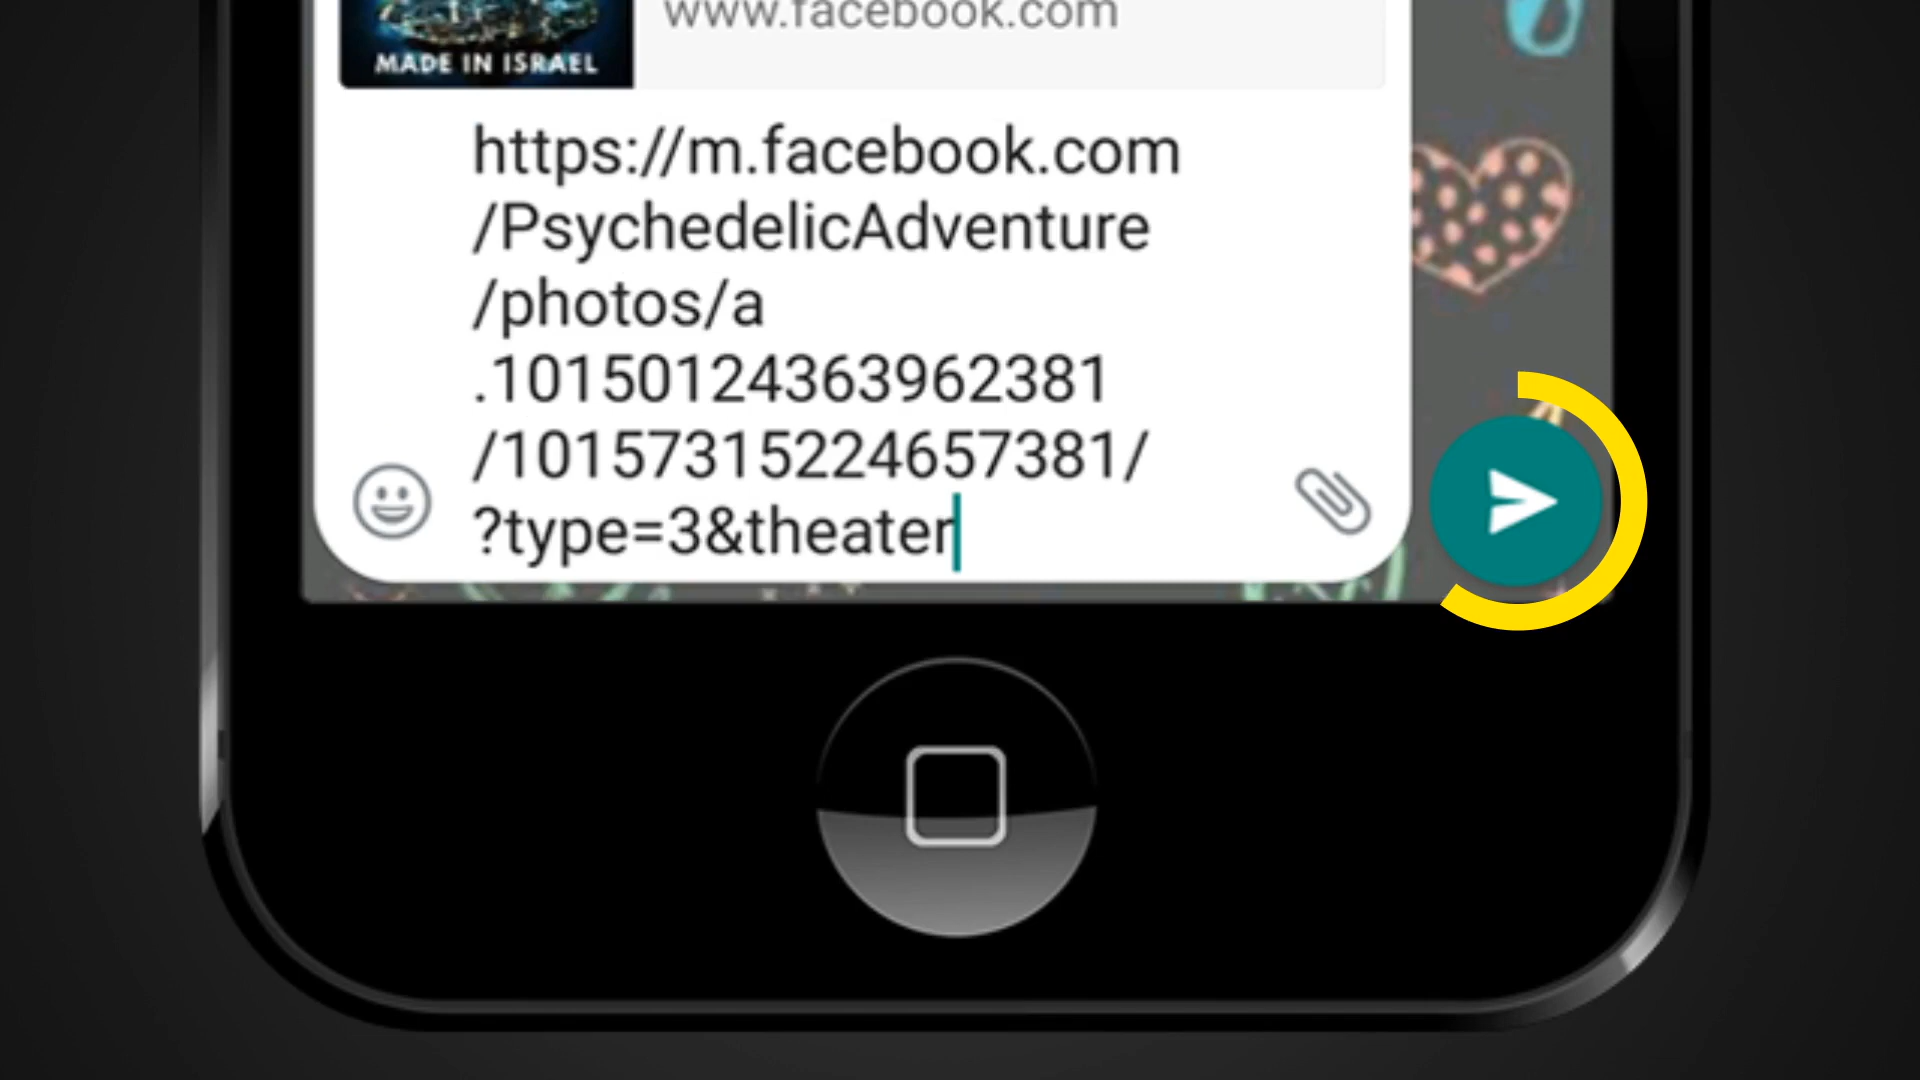 www.facebook.com
MADE IN ISRAEL
https://m.facebook.com
/PsychedelicAdventure
/photos/a
.10150124363962381
/10157315224657381/
?type=3&theater